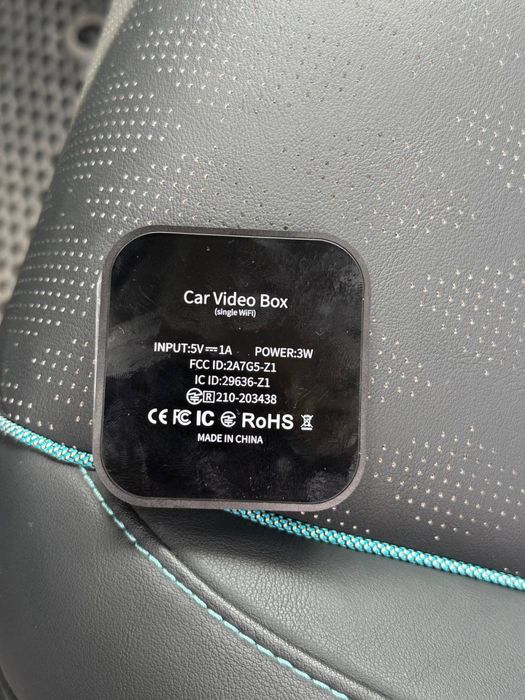 Car Video Box
(single WiFi)
INPUT:5V⎓1A POWER:3W
FCC ID:2A7G5-Z1
IC ID:29636-Z1
R 210-203438
CE FC IC RoHS
MADE IN CHINA